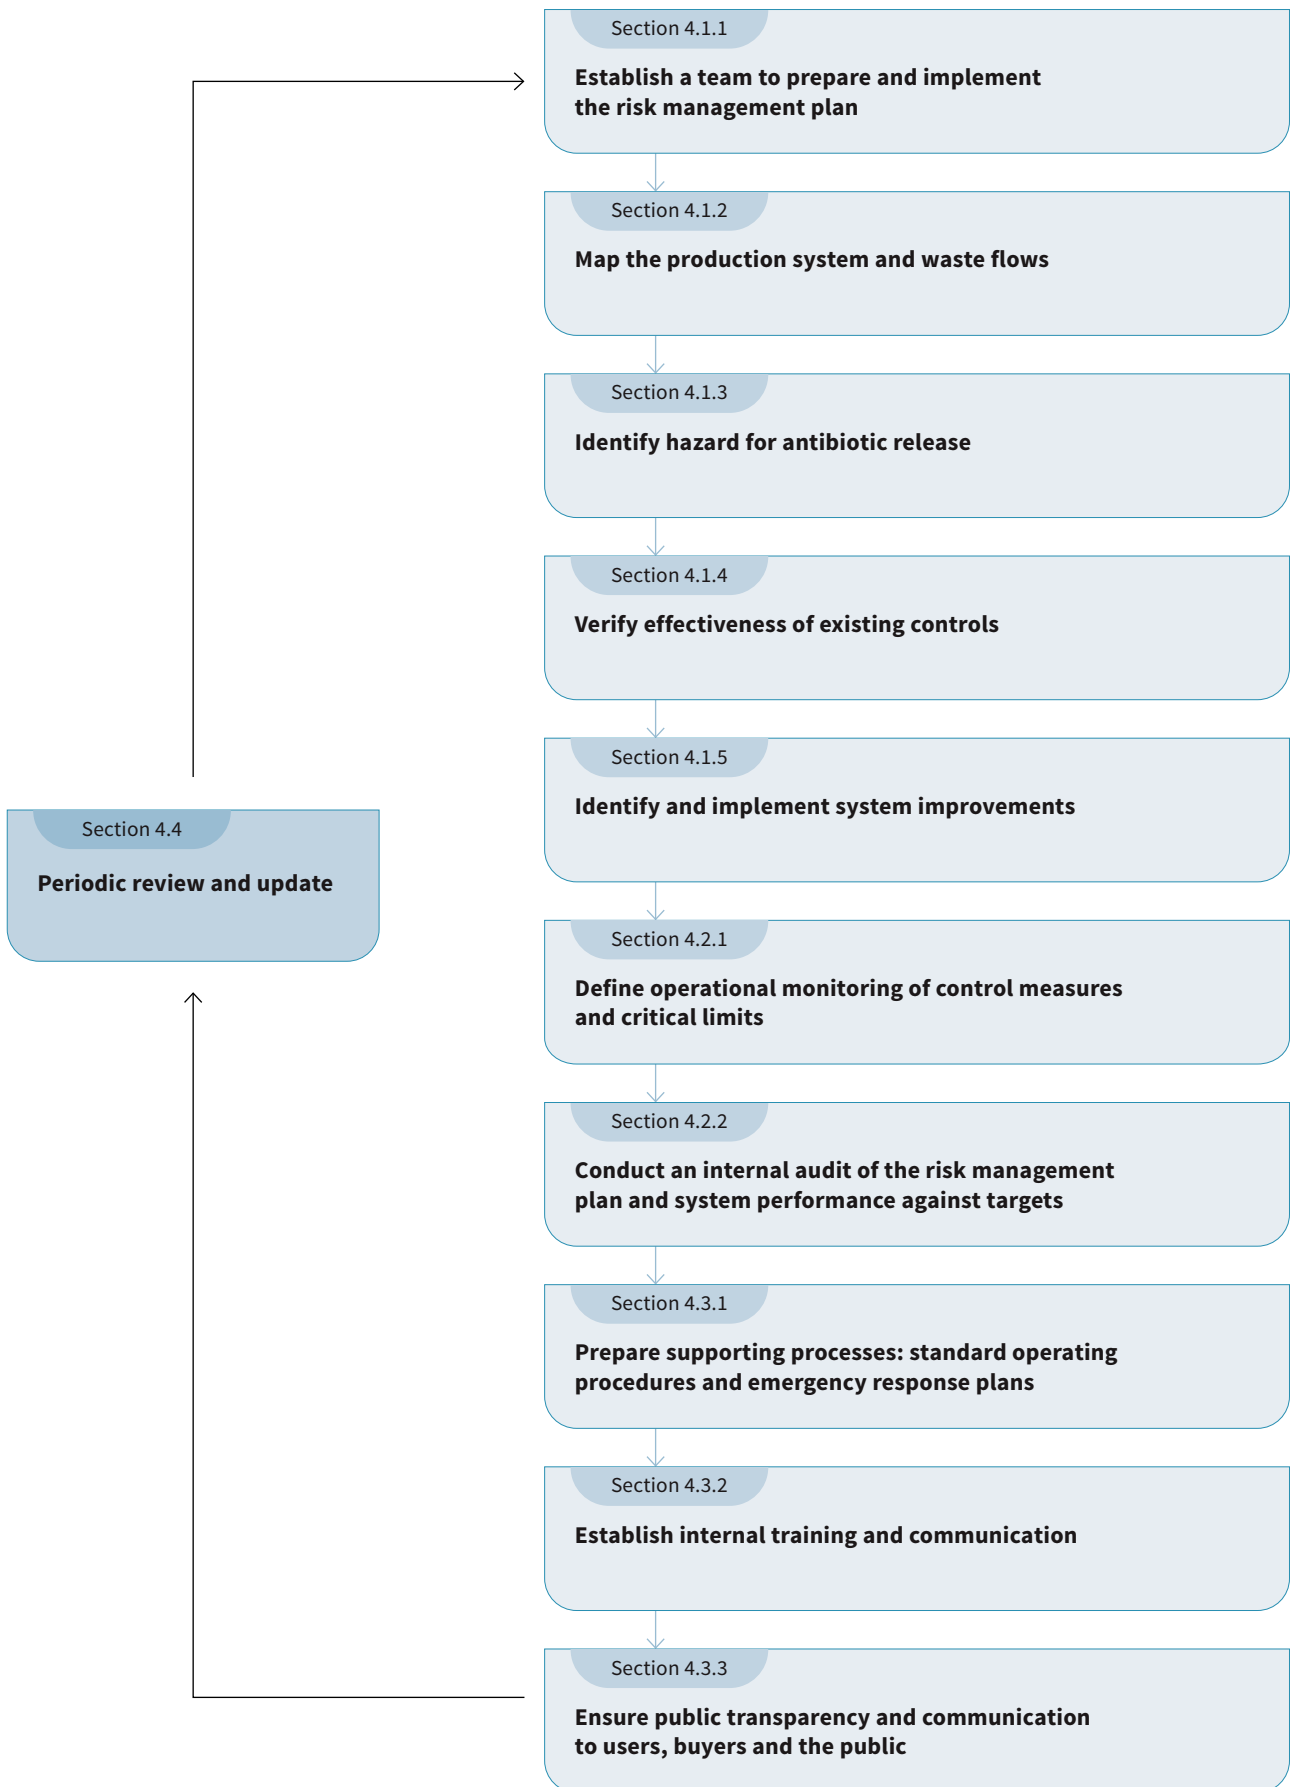 Section 4.1.1
Establish a team to prepare and implement
the risk management plan
Section 4.1.2
Map the production system and waste flows
Section 4.1.3
Identify hazard for antibiotic release
Section 4.1.4
Verify effectiveness of existing controls
Section 4.1.5
Identify and implement system improvements
Section 4.4
Periodic review and update
Section 4.2.1
Define operational monitoring of control measures
and critical limits
Section 4.2.2
Conduct an internal audit of the risk management
plan and system performance against targets
Section 4.3.1
Prepare supporting processes: standard operating
procedures and emergency response plans
Section 4.3.2
Establish internal training and communication
Section 4.3.3
Ensure public transparency and communication
to users, buyers and the public